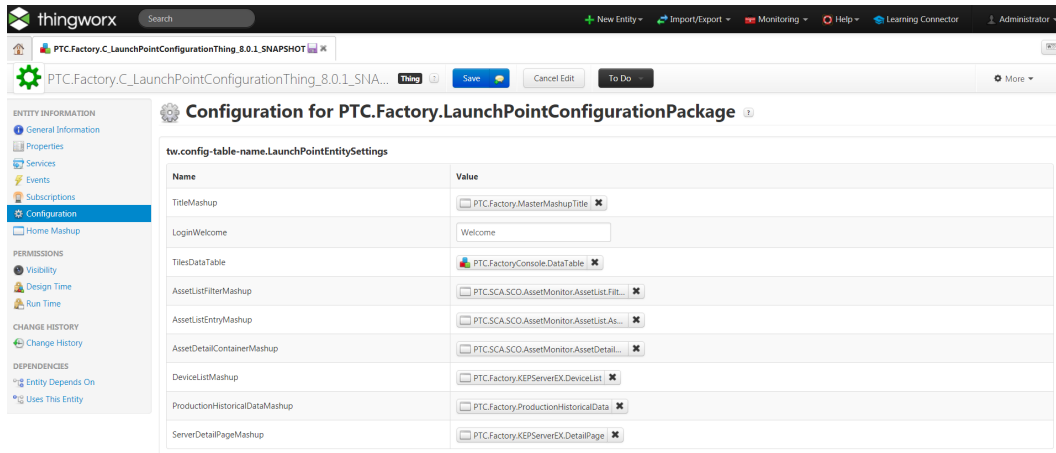 thingworx
Search
New Entity
Import/Export
Monitoring
Help
Learning Connector
Administrator
PTC.Factory.C_LaunchPointConfigurationThing_8.0.1_SNAPSHOT
PTC.Factory.C_LaunchPointConfigurationThing_8.0.1_SNA... Thing
Save
Cancel Edit
To Do
More
ENTITY INFORMATION
General Information
Properties
Services
Events
Subscriptions
Configuration
Home Mashup
PERMISSIONS
Visibility
Design Time
Run Time
CHANGE HISTORY
Change History
DEPENDENCIES
Entity Depends On
Uses This Entity
Configuration for PTC.Factory.LaunchPointConfigurationPackage
tw.config-table-name.LaunchPointEntitySettings
Name Value
TitleMashup PTC.Factory.MasterMashupTitle
LoginWelcome Welcome
TilesDataTable PTC.FactoryConsole.DataTable
AssetListFilterMashup PTC.SCA.SCO.AssetMonitor.AssetList.Filt...
AssetListEntryMashup PTC.SCA.SCO.AssetMonitor.AssetList.As...
AssetDetailContainerMashup PTC.SCA.SCO.AssetMonitor.AssetDetail...
DeviceListMashup PTC.Factory.KEPServerEX.DeviceList
ProductionHistoricalDataMashup PTC.Factory.ProductionHistoricalData
ServerDetailPageMashup PTC.Factory.KEPServerEX.DetailPage